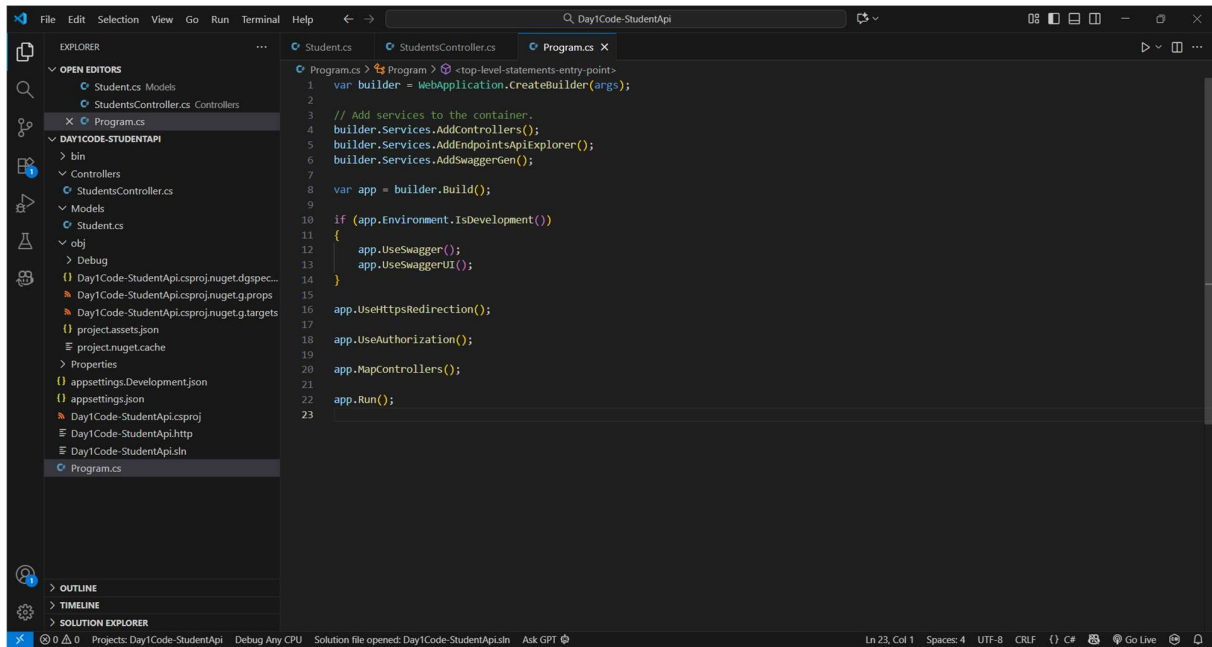 File Edit Selection View Go Run Terminal Help
Day1Code-StudentApi
EXPLORER
OPEN EDITORS
Student.cs Models
StudentsController.cs Controllers
Program.cs
DAY1CODE-STUDENTAPI
bin
Controllers
StudentsController.cs
Models
Student.cs
obj
Debug
Day1Code-StudentApi.csproj.nuget.dgspec...
Day1Code-StudentApi.csproj.nuget.g.props
Day1Code-StudentApi.csproj.nuget.g.targets
project.assets.json
project.nuget.cache
Properties
appsettings.Development.json
appsettings.json
Day1Code-StudentApi.csproj
Day1Code-StudentApi.http
Day1Code-StudentApi.sln
Program.cs
OUTLINE
TIMELINE
SOLUTION EXPLORER
Student.cs StudentsController.cs Program.cs
Program.cs > Program > <top-level-statements-entry-point>
1 var builder = WebApplication.CreateBuilder(args);
2
3 // Add services to the container.
4 builder.Services.AddControllers();
5 builder.Services.AddEndpointsApiExplorer();
6 builder.Services.AddSwaggerGen();
7
8 var app = builder.Build();
9
10 if (app.Environment.IsDevelopment())
11 {
12 app.UseSwagger();
13 app.UseSwaggerUI();
14 }
15
16 app.UseHttpsRedirection();
17
18 app.UseAuthorization();
19
20 app.MapControllers();
21
22 app.Run();
23
1
1
0 0 Projects: Day1Code-StudentApi Debug Any CPU Solution file opened: Day1Code-StudentApi.sln Ask GPT Ln 23, Col 1 Spaces: 4 UTF-8 CRLF {} C# Go Live